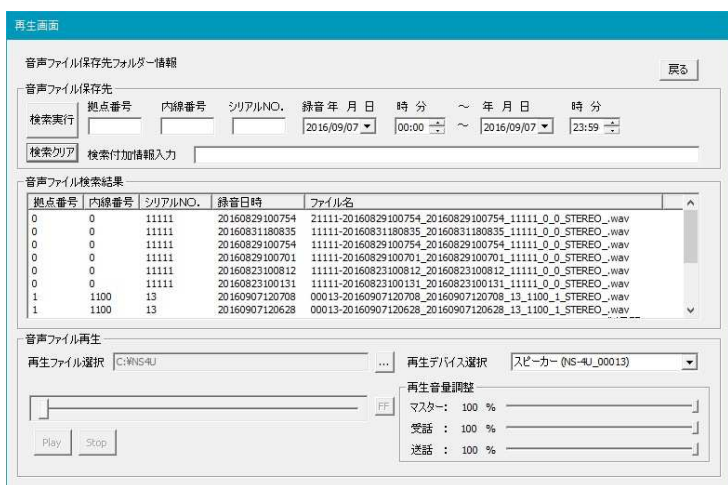 再生画面
音声ファイル保存先フォルダー情報
戻る
音声ファイル保存先
検索実行
拠点番号 内線番号 シリアルNO. 録音年 月 日 時 分 ～ 年 月 日 時 分
2016/09/07 00:00 ～ 2016/09/07 23:59
検索クリア 検索付加情報入力
音声ファイル検索結果
拠点番号 内線番号 シリアルNO. 録音日時 ファイル名
0 0 11111 20160829100754 21111-20160829100754_20160829100754_11111_0_0_STEREO_.wav
0 0 11111 20160831180835 11111-20160831180835_20160831180835_11111_0_0_STEREO_.wav
0 0 11111 20160829100754 11111-20160829100754_20160829100754_11111_0_0_STEREO_.wav
0 0 11111 20160829100701 11111-20160829100701_20160829100701_11111_0_0_STEREO_.wav
0 0 11111 20160823100812 11111-20160823100812_20160823100812_11111_0_0_STEREO_.wav
0 0 11111 20160823100131 11111-20160823100131_20160823100131_11111_0_0_STEREO_.wav
1 1100 13 20160907120708 00013-20160907120708_20160907120708_13_1100_1_STEREO_.wav
1 1100 13 20160907120628 00013-20160907120628_20160907120628_13_1100_1_STEREO_.wav
音声ファイル再生
再生ファイル選択 C:¥NS4U ... 再生デバイス選択 スピーカー (NS-4U_00013)
再生音量調整
FF
マスター: 100 %
受話 : 100 %
送話 : 100 %
Play Stop